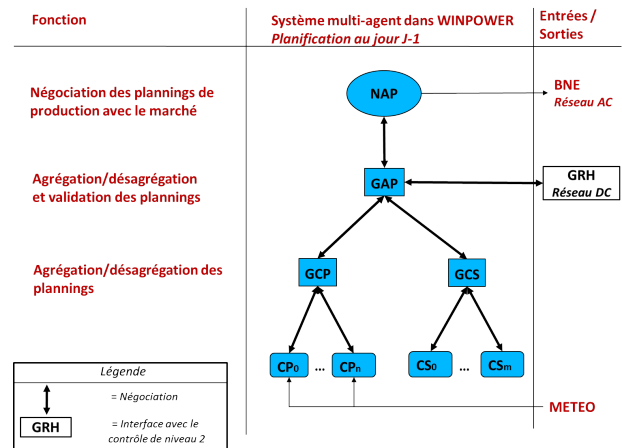 Fonction
Système multi-agent dans WINPOWER
Planification au jour J-1
Entrées /
Sorties
Négociation des plannings de
production avec le marché
NAP
BNE
Réseau AC
Agrégation/désagrégation
et validation des plannings
GAP
GRH
Réseau DC
Agrégation/désagrégation des
plannings
GCP
GCS
CP0 ... CPn
CS0 ... CSm
METEO
Légende
= Négociation
GRH
= Interface avec le
contrôle de niveau 2